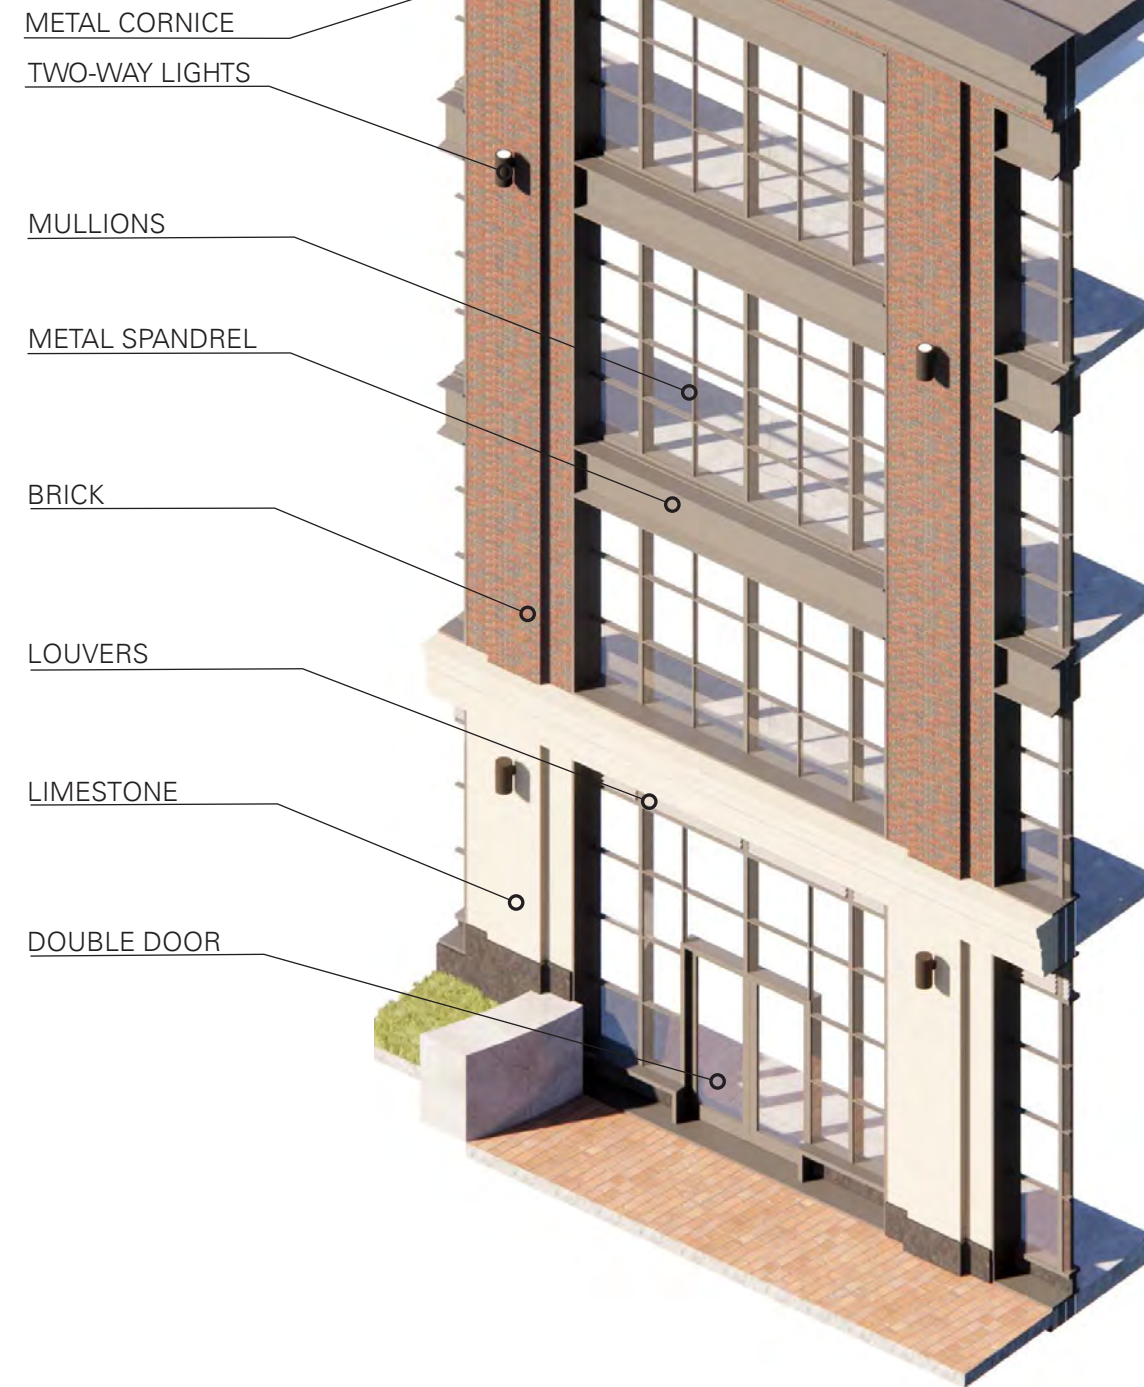 METAL CORNICE
TWO-WAY LIGHTS
MULLIONS
METAL SPANDREL
BRICK
LOUVERS
LIMESTONE
DOUBLE DOOR